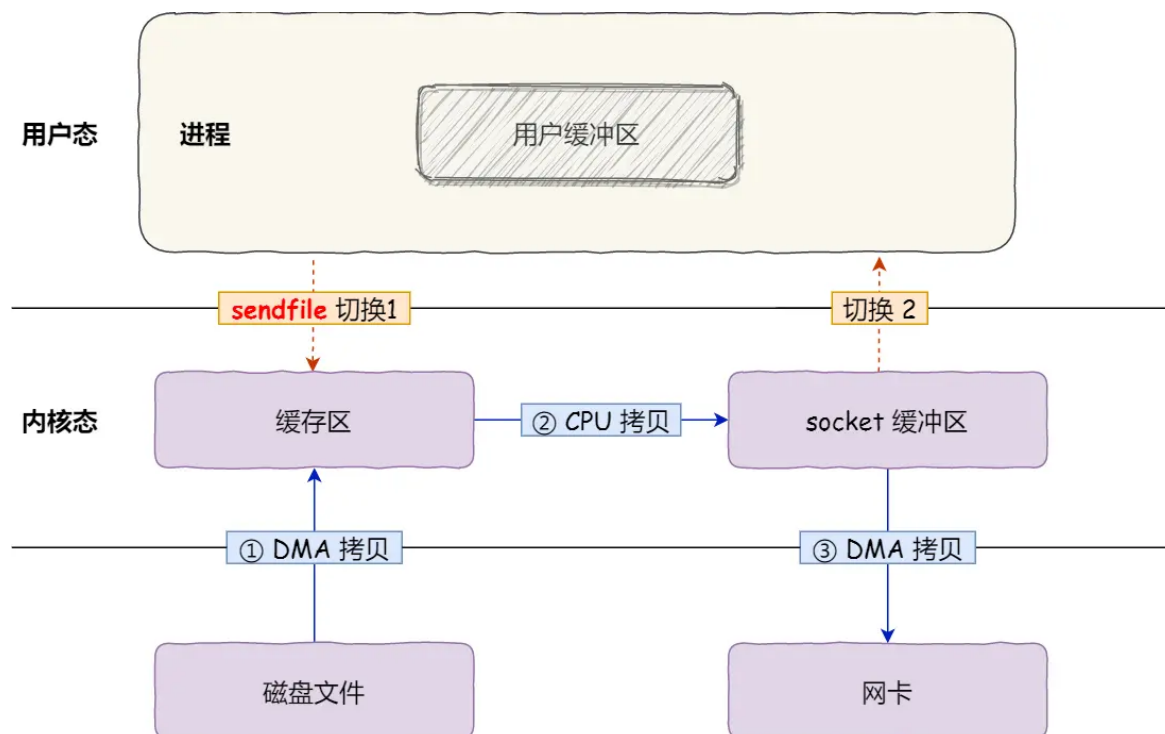 用户态
进程
用户缓冲区
sendfile 切换1
切换 2
内核态
缓存区
② CPU 拷贝
socket 缓冲区
① DMA 拷贝
③ DMA 拷贝
磁盘文件
网卡